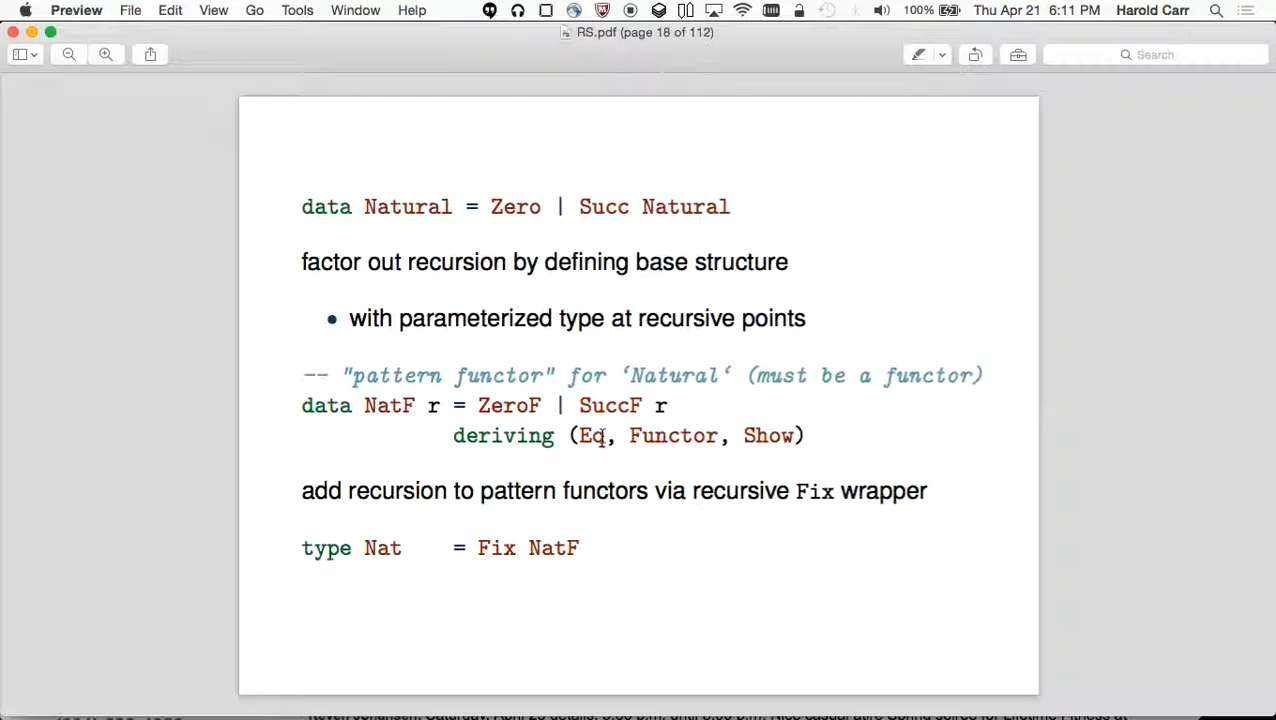 Preview File Edit View Go Tools Window Help 100% Thu Apr 21 6:11 PM Harold Carr
RS.pdf (page 18 of 112)
Search
data Natural = Zero | Succ Natural
factor out recursion by defining base structure
• with parameterized type at recursive points
-- "pattern functor" for ‘Natural‘ (must be a functor)
data NatF r = ZeroF | SuccF r
deriving (Eq, Functor, Show)
add recursion to pattern functors via recursive Fix wrapper
type Nat = Fix NatF